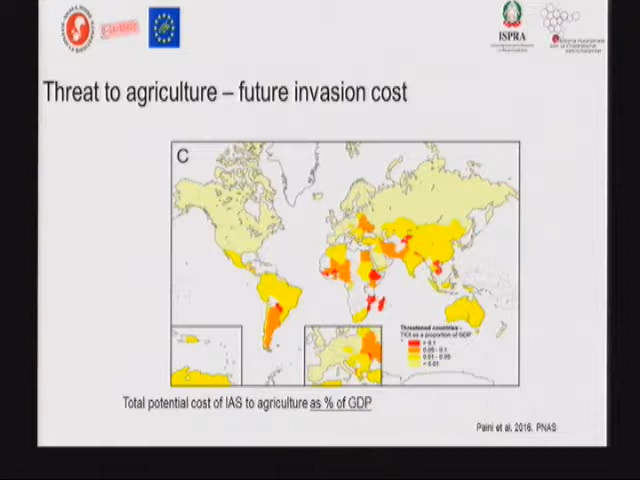 ISPRA
Threat to agriculture – future invasion cost
C
Threatened countries –
TICt as a proportion of GDP
> 0.1
0.05 - 0.1
0.01 - 0.05
< 0.01
Total potential cost of IAS to agriculture as % of GDP
Paini et al. 2016. PNAS